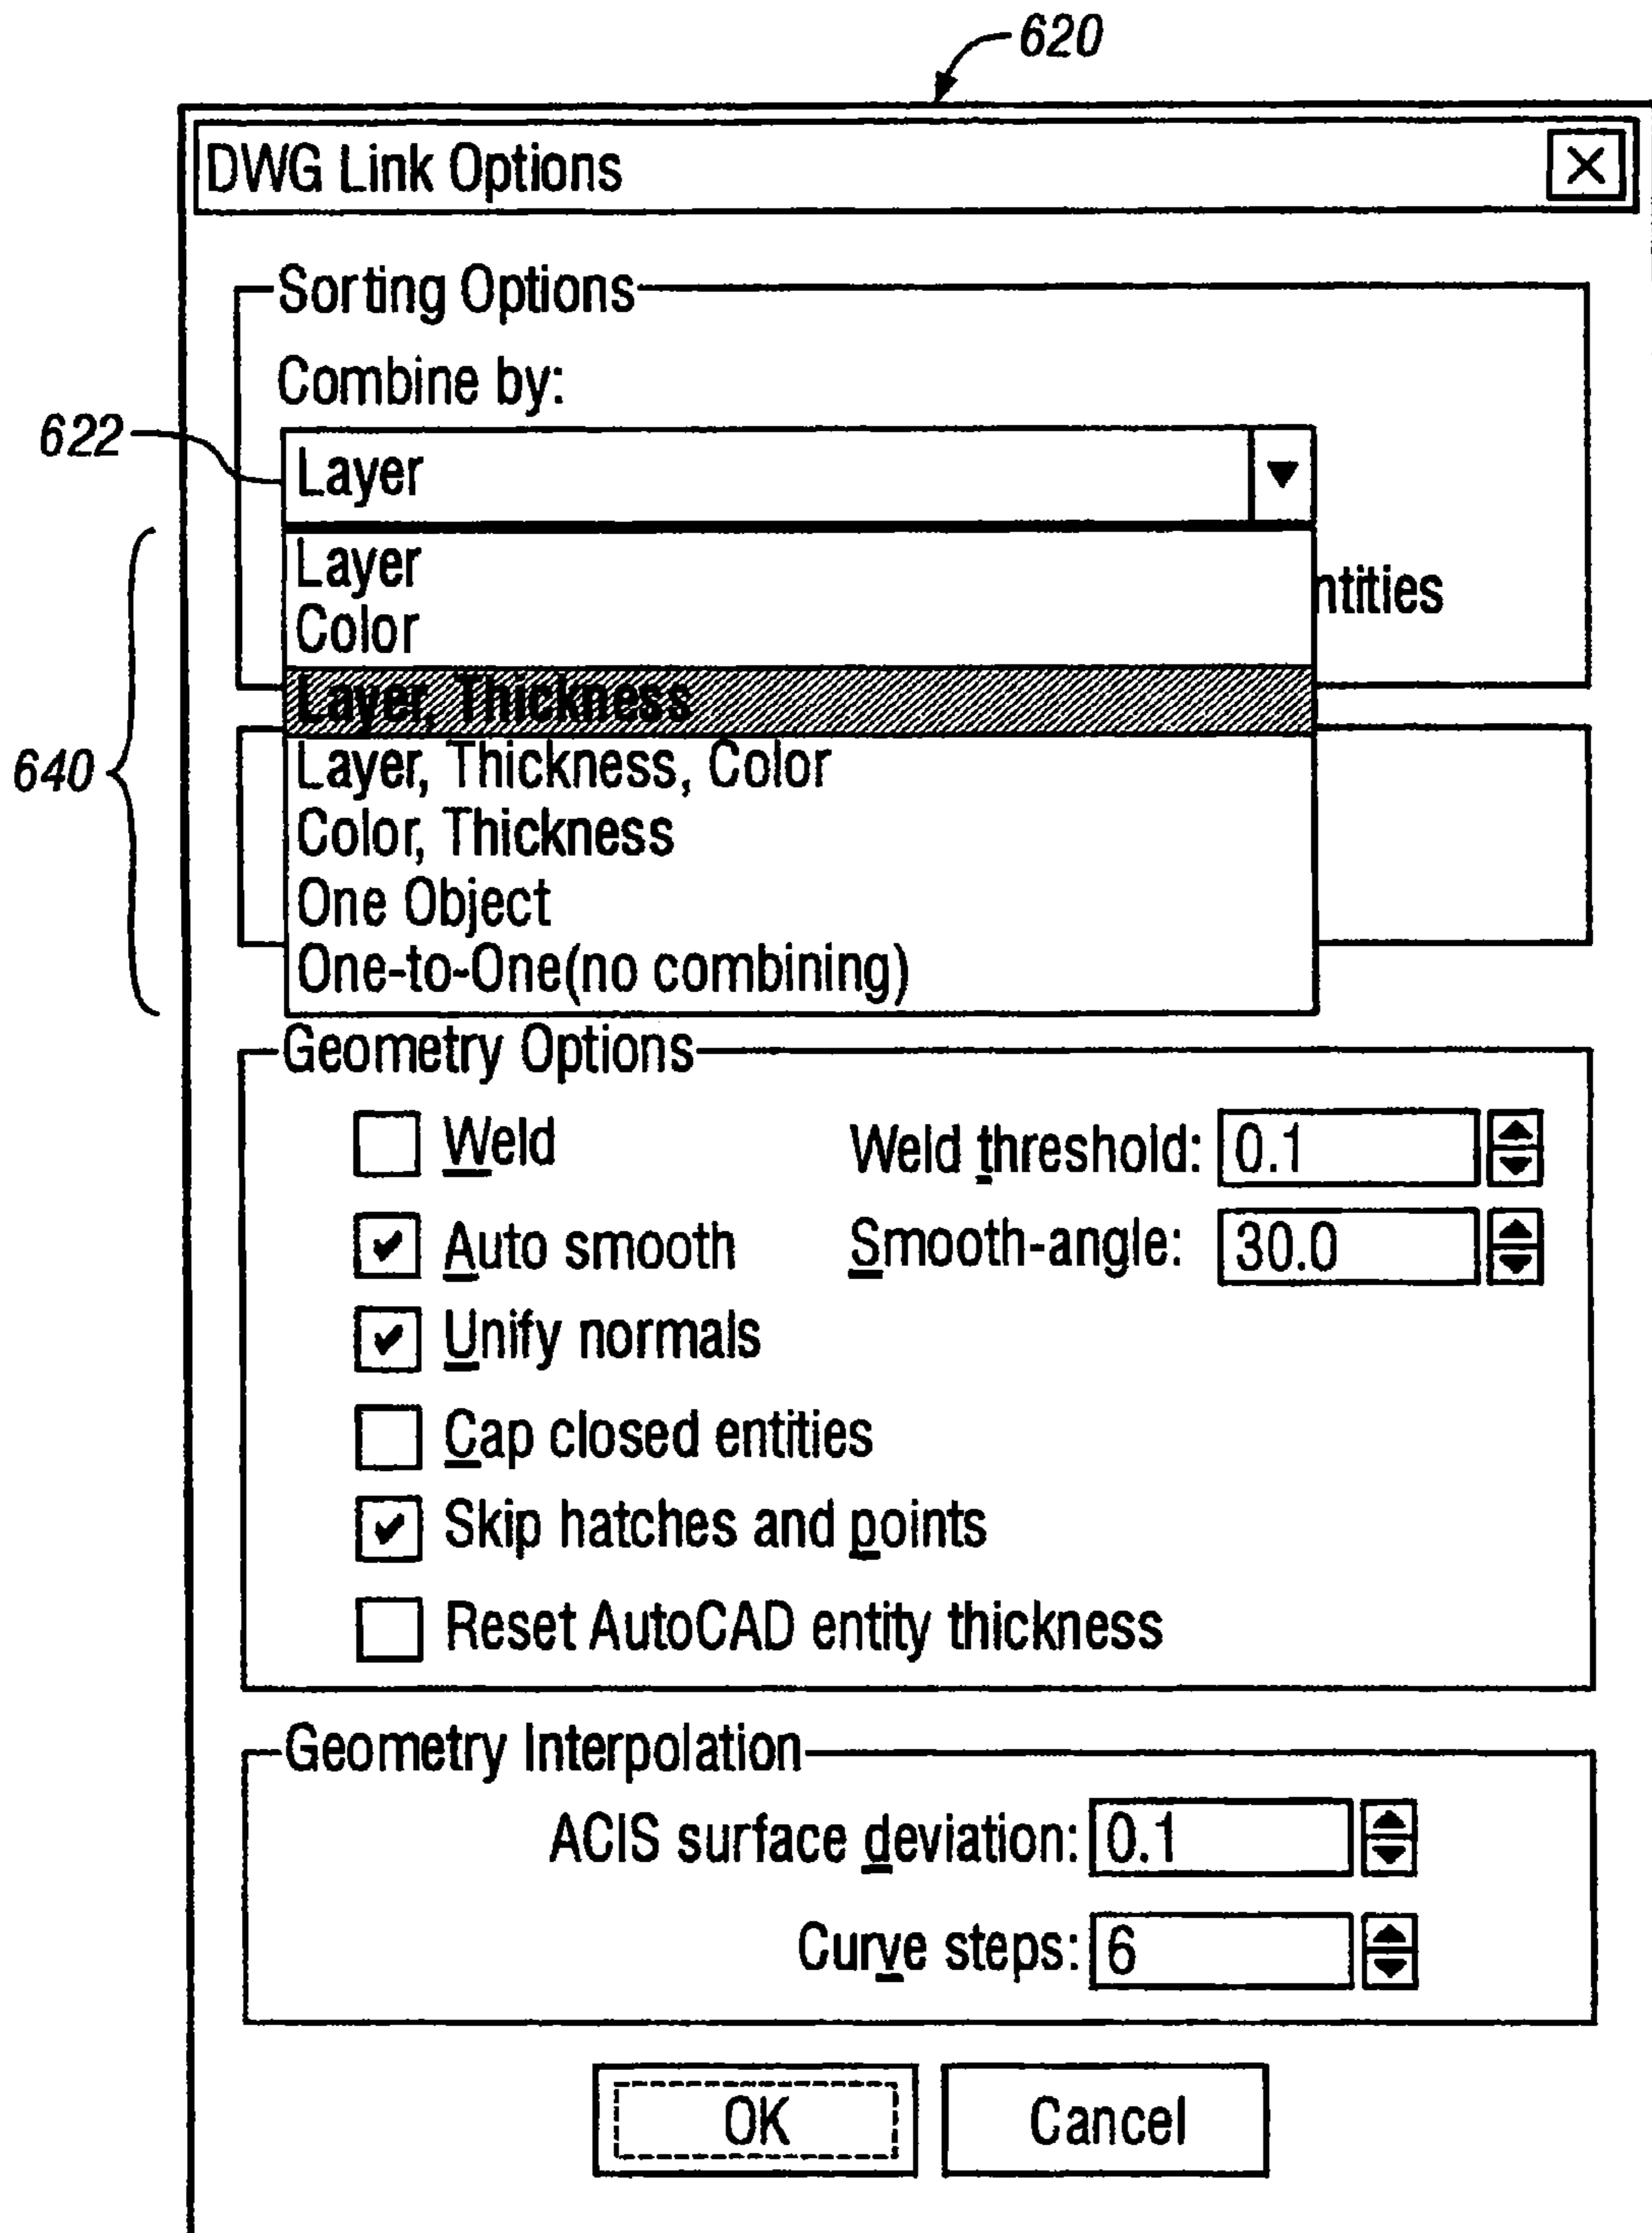 620
DWG Link Options
Sorting Options
Combine by:
622
Layer
Layer
Color
ntities
Layer, Thickness
640
Layer, Thickness, Color
Color, Thickness
One Object
One-to-One(no combining)
Geometry Options
Weld Weld threshold: 0.1
Auto smooth Smooth-angle: 30.0
Unify normals
Cap closed entities
Skip hatches and points
Reset AutoCAD entity thickness
Geometry Interpolation
ACIS surface deviation: 0.1
Curve steps: 6
OK Cancel